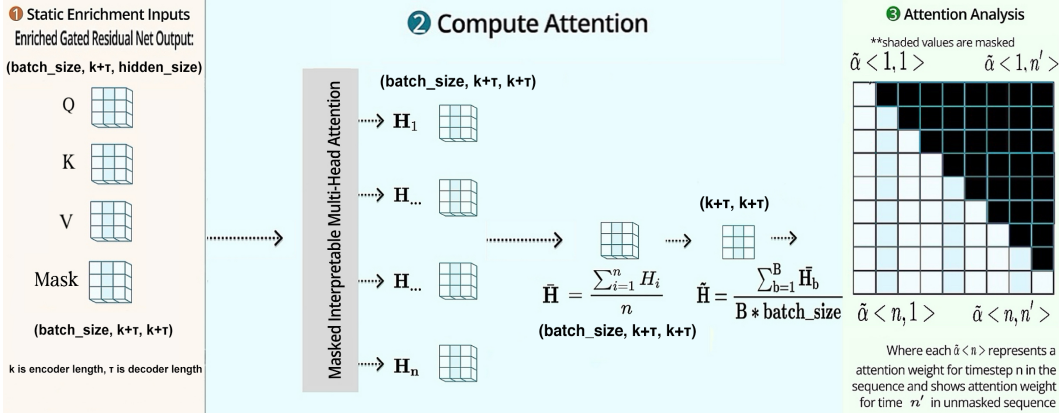 1 Static Enrichment Inputs
Enriched Gated Residual Net Output:
(batch_size, k+τ, hidden_size)
Q
K
V
Mask
(batch_size, k+τ, k+τ)
k is encoder length, τ is decoder length
2 Compute Attention
Masked Interpretable Multi-Head Attention
(batch_size, k+τ, k+τ)
H₁
H...
H...
Hₙ
H̄ = ∑ⁿᵢ₌₁ Hᵢ / n
(batch_size, k+τ, k+τ)
(k+τ, k+τ)
H̃ = ∑ᴮb=1 H̄b / B * batch_size
3 Attention Analysis
**shaded values are masked
α̃ < 1, 1 > α̃ < 1, n′ >
α̃ < n, 1 > α̃ < n, n′ >
Where each α̃ < n > represents a
attention weight for timestep n in the
sequence and shows attention weight
for time n′ in unmasked sequence